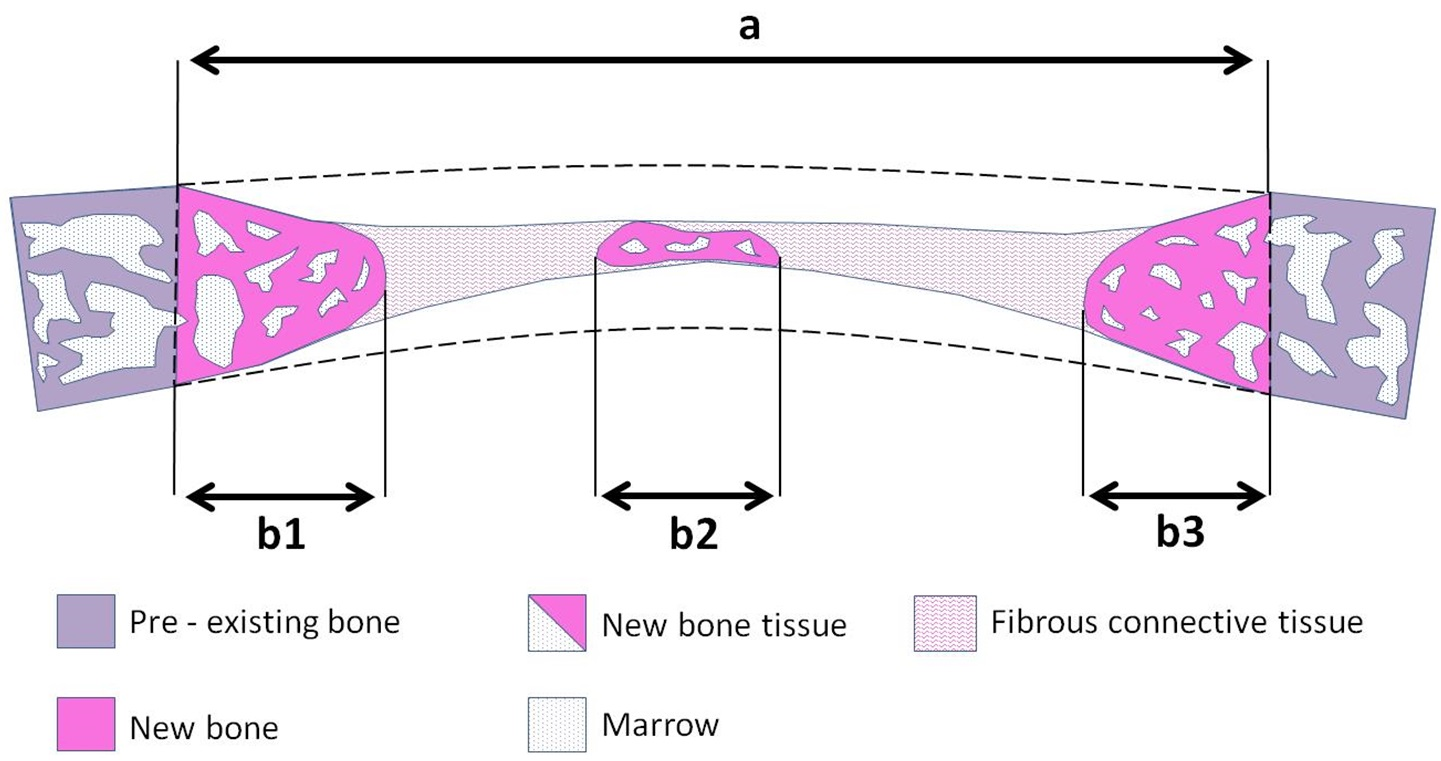 a
b1
b2
b3
Pre - existing bone
New bone tissue
Fibrous connective tissue
New bone
Marrow